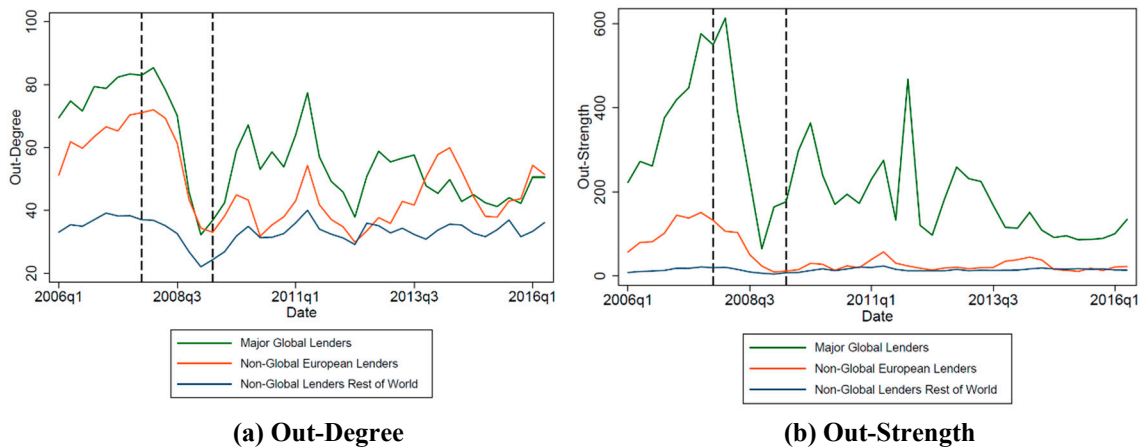 100
80
60
40
20
Out-Degree
2006q1
2008q3
2011q1
2013q3
2016q1
Date
Major Global Lenders
Non-Global European Lenders
Non-Global Lenders Rest of World
(a) Out-Degree
600
400
200
0
Out-Strength
2006q1
2008q3
2011q1
2013q3
2016q1
Date
Major Global Lenders
Non-Global European Lenders
Non-Global Lenders Rest of World
(b) Out-Strength